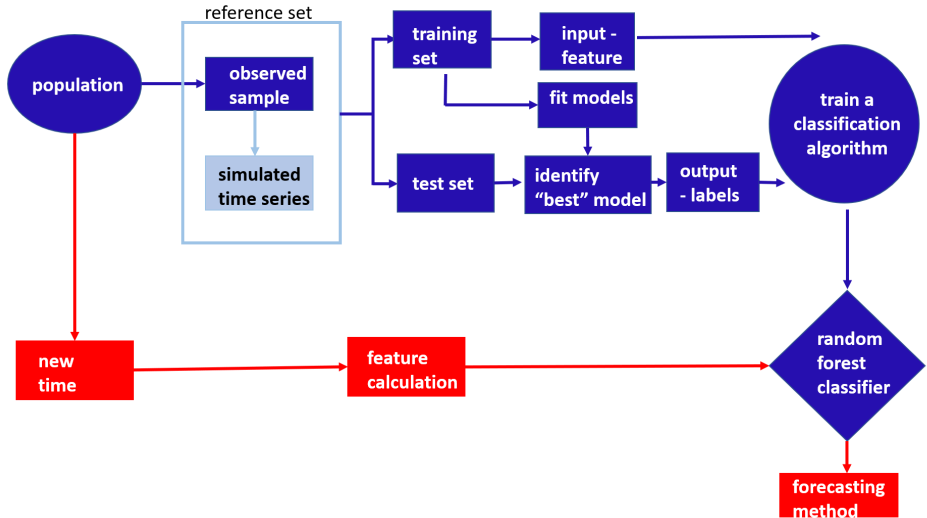 reference set
population
observed
sample
simulated
time series
training
set
input -
feature
fit models
test set
identify
“best” model
output
- labels
train a
classification
algorithm
new
time
feature
calculation
random
forest
classifier
forecasting
method